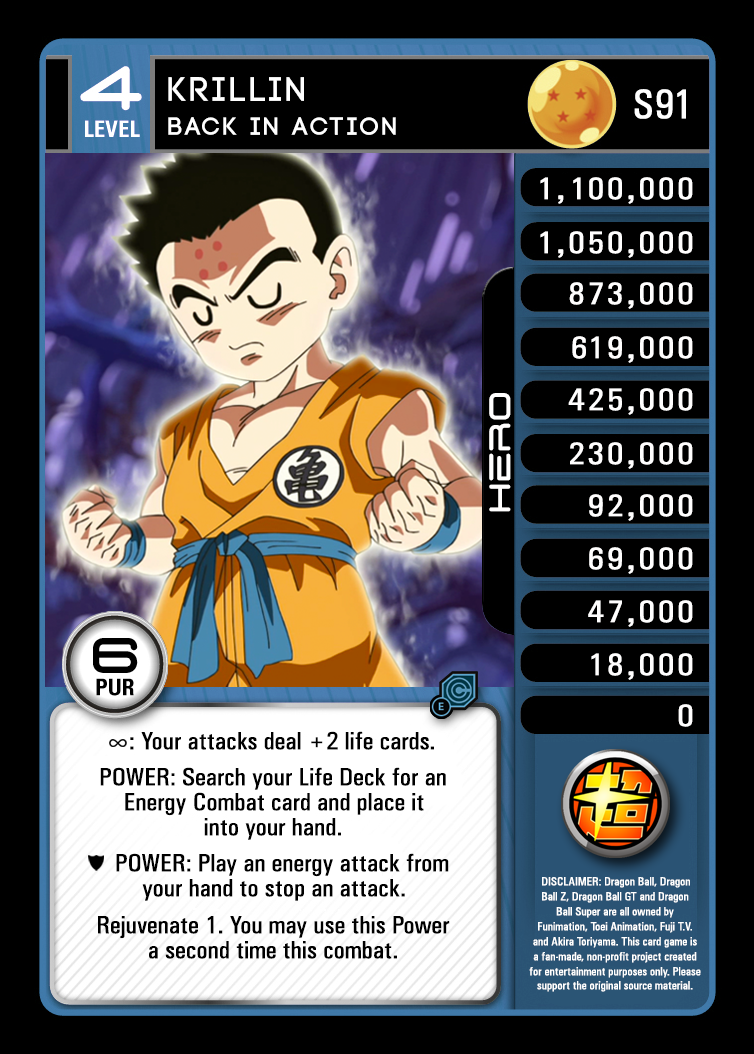 4
LEVEL
KRILLIN
BACK IN ACTION
S91
1,100,000
1,050,000
873,000
619,000
425,000
230,000
92,000
69,000
47,000
18,000
0
HERO
亀
6
PUR
E
∞: Your attacks deal +2 life cards.
POWER: Search your Life Deck for an
Energy Combat card and place it
into your hand.
POWER: Play an energy attack from
your hand to stop an attack.
Rejuvenate 1. You may use this Power
a second time this combat.
超
DISCLAIMER: Dragon Ball, Dragon
Ball Z, Dragon Ball GT and Dragon
Ball Super are all owned by
Funimation, Toei Animation, Fuji T.V.
and Akira Toriyama. This card game is
a fan-made, non-profit project created
for entertainment purposes only. Please
support the original source material.